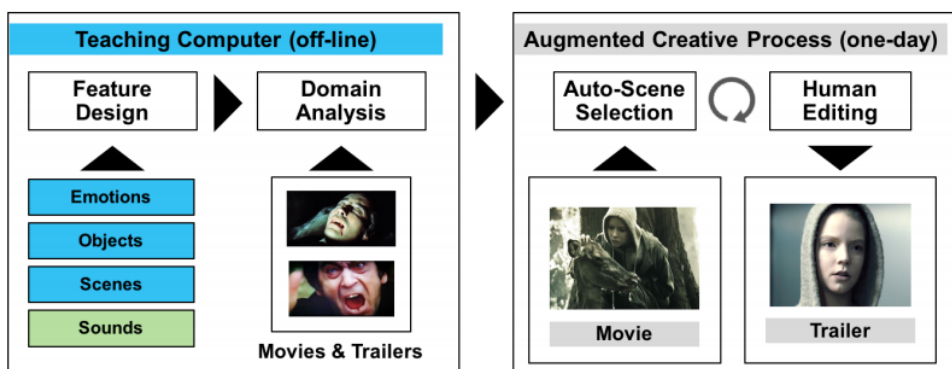 Teaching Computer (off-line)
Feature
Design
Domain
Analysis
Emotions
Objects
Scenes
Sounds
Movies & Trailers
Augmented Creative Process (one-day)
Auto-Scene
Selection
Human
Editing
Movie
Trailer